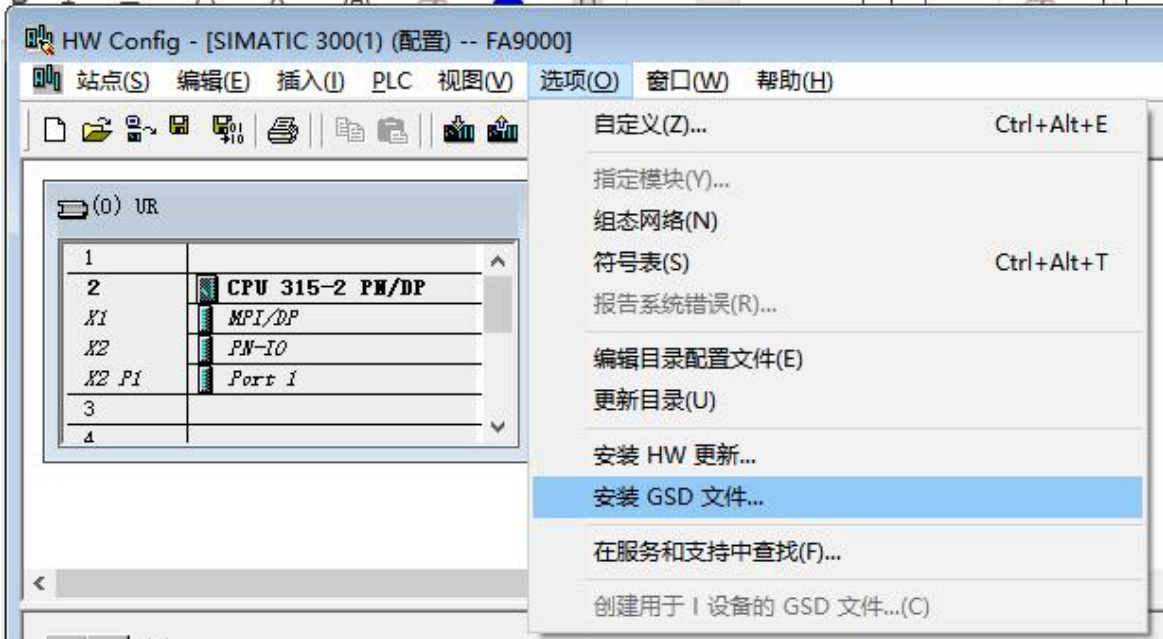 HW Config - [SIMATIC 300(1) (配置) -- FA9000]
站点(S) 编辑(E) 插入(I) PLC 视图(V) 选项(O) 窗口(W) 帮助(H)
自定义(Z)... Ctrl+Alt+E
指定模块(Y)...
组态网络(N)
符号表(S) Ctrl+Alt+T
报告系统错误(R)...
编辑目录配置文件(E)
更新目录(U)
安装 HW 更新...
安装 GSD 文件...
在服务和支持中查找(F)...
创建用于 I 设备的 GSD 文件...(C)
(0) UR
1
2 CPU 315-2 PN/DP
X1 MPI/DP
X2 PN-IO
X2 P1 Port 1
3
4